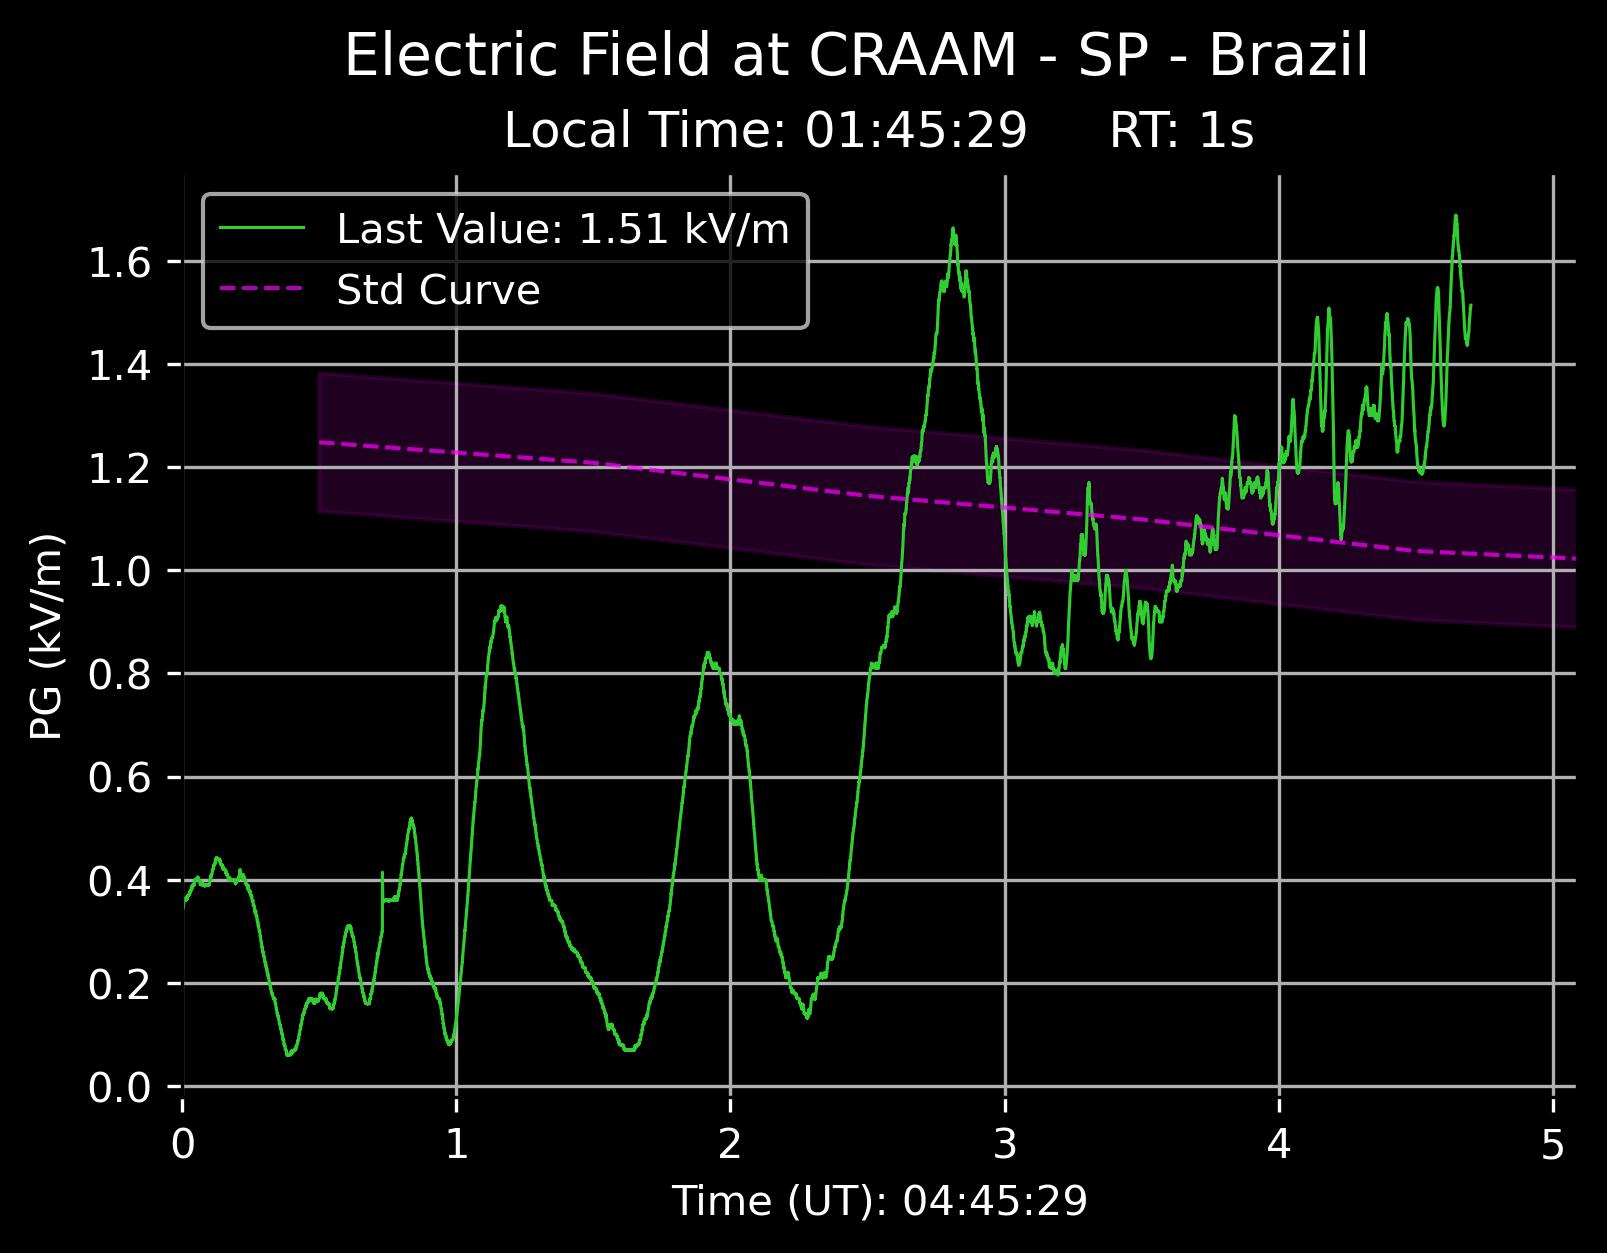 Electric Field at CRAAM - SP - Brazil
Local Time: 01:45:29 RT: 1s
Last Value: 1.51 kV/m
Std Curve
PG (kV/m)
1.6
1.4
1.2
1.0
0.8
0.6
0.4
0.2
0.0
0 1 2 3 4 5
Time (UT): 04:45:29